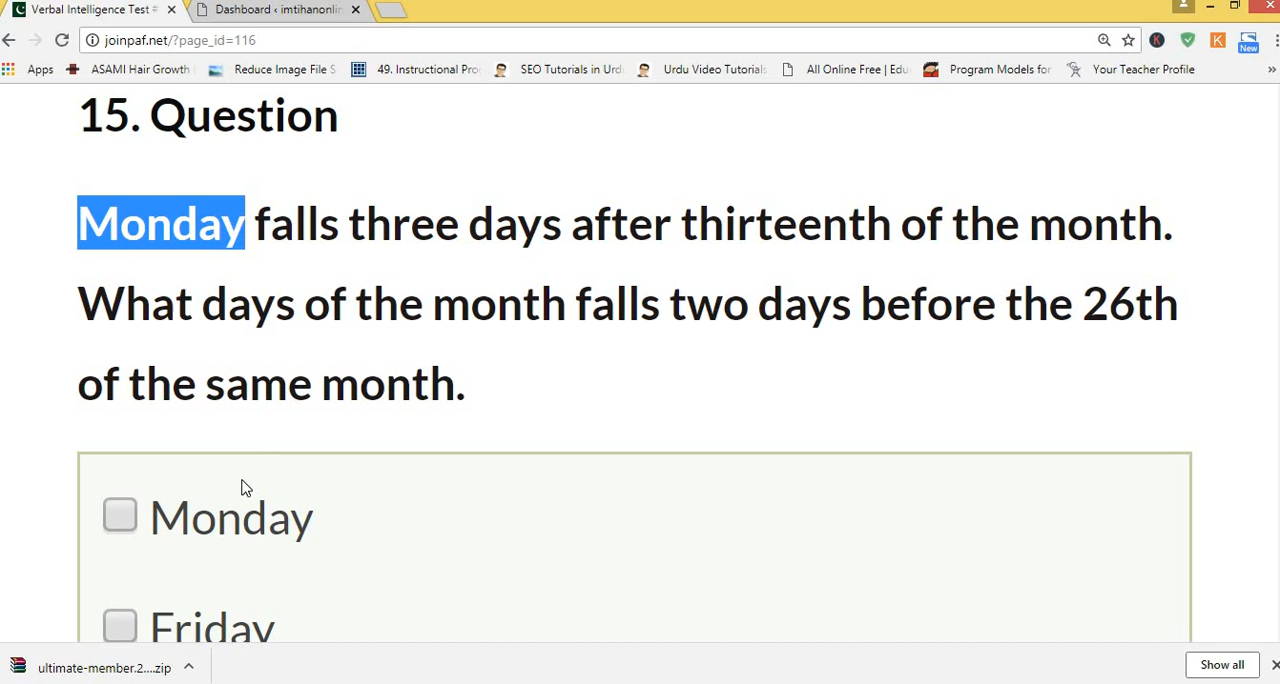 Verbal Intelligence Test
Dashboard ‹ imtihanonlin
joinpaf.net/?page_id=116
Apps
ASAMI Hair Growth
Reduce Image File S
49. Instructional Pro
SEO Tutorials in Urd
Urdu Video Tutorials
All Online Free | Edu
Program Models for
Your Teacher Profile
»
K
K
New
15. Question
Monday falls three days after thirteenth of the month.
What days of the month falls two days before the 26th
of the same month.
Monday
Friday
ultimate-member.2....zip
Show all